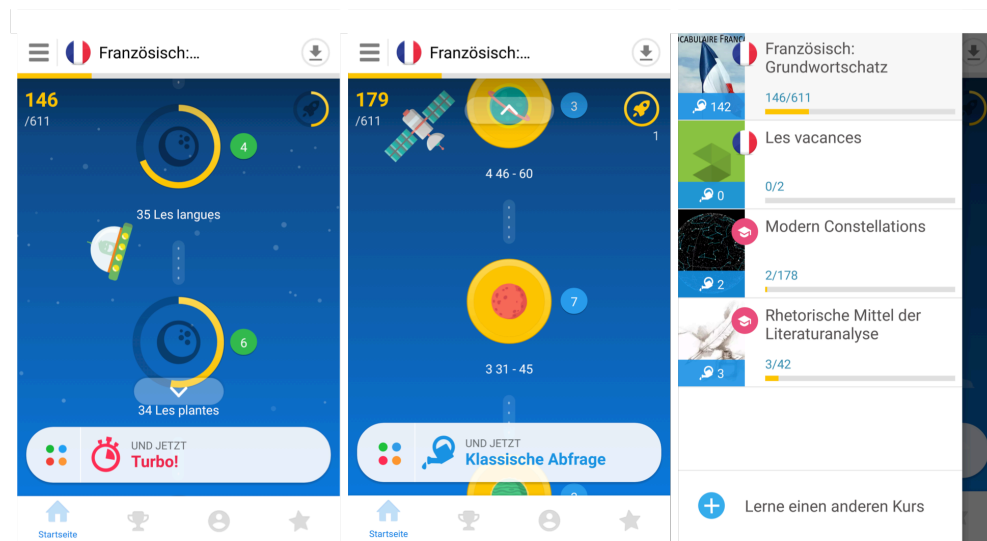 Französisch:...
146
/611
4
35 Les langues
6
34 Les plantes
UND JETZT
Turbo!
Startseite
Französisch:...
179
/611
3
1
4 46 - 60
7
3 31 - 45
UND JETZT
Klassische Abfrage
Startseite
Französisch:
Grundwortschatz
142
146/611
Les vacances
0
0/2
Modern Constellations
2
2/178
Rhetorische Mittel der
Literaturanalyse
3
3/42
Lerne einen anderen Kurs